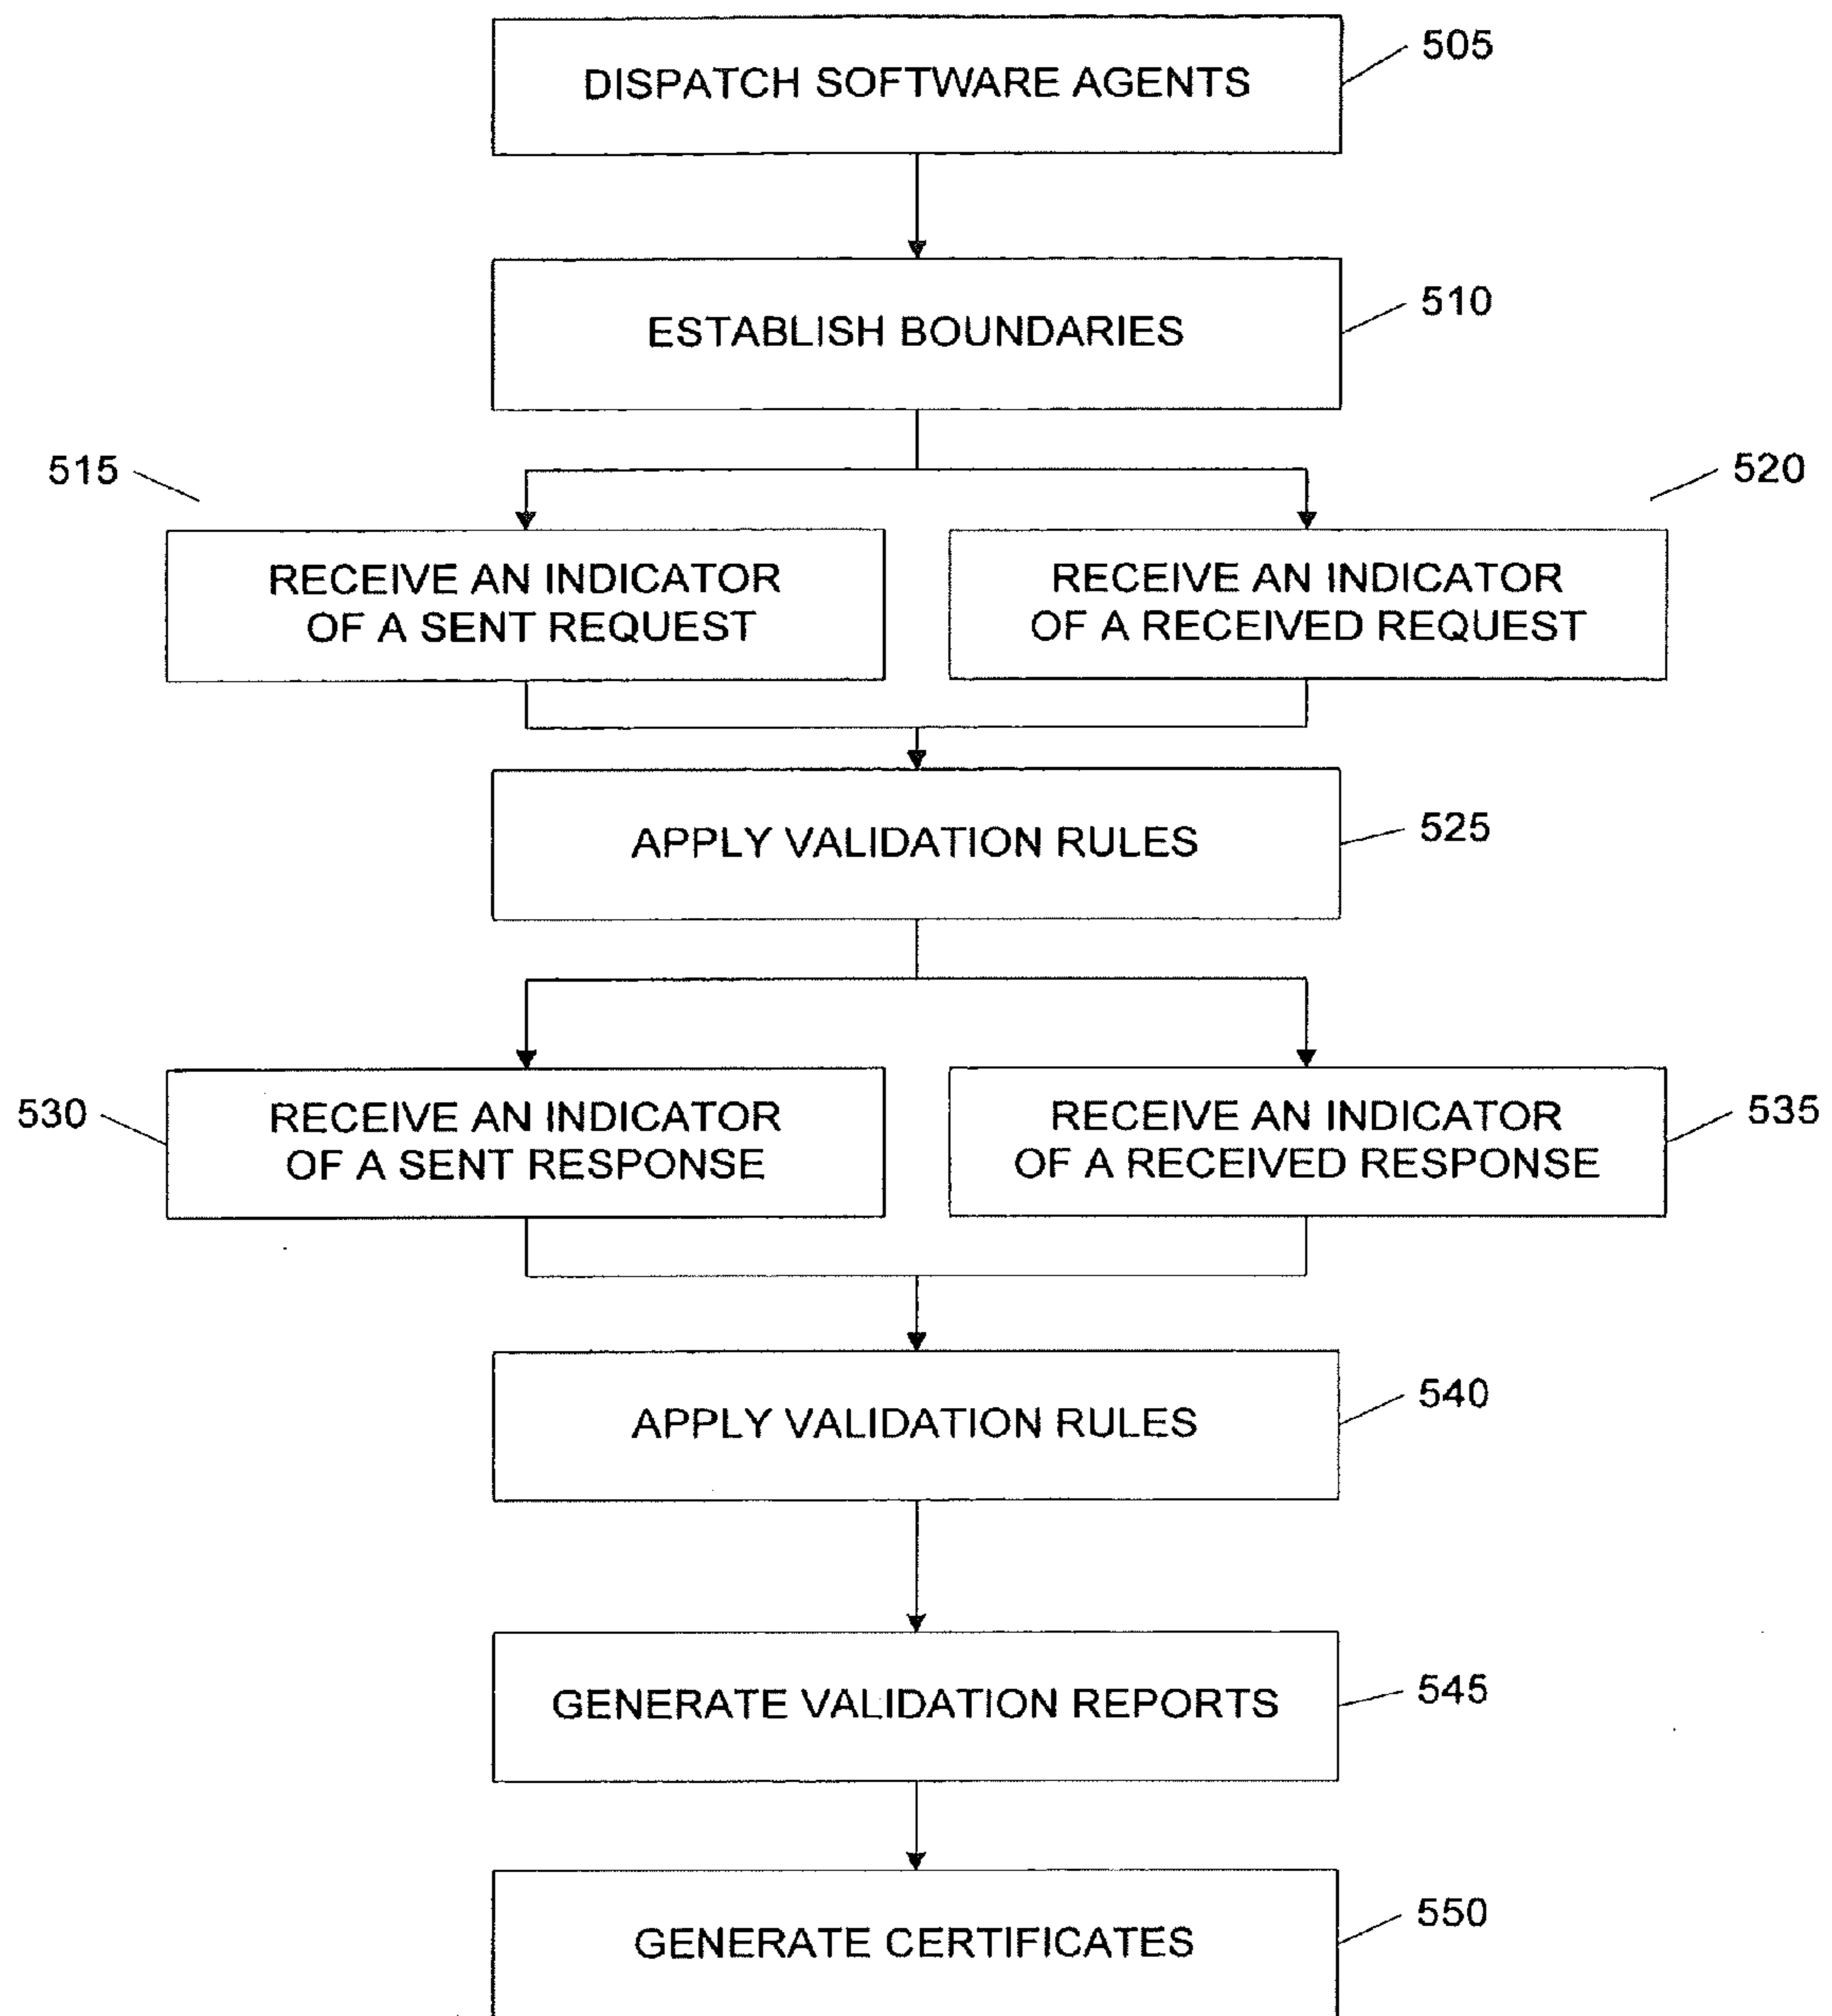 DISPATCH SOFTWARE AGENTS
505
ESTABLISH BOUNDARIES
510
515
520
RECEIVE AN INDICATOR
OF A SENT REQUEST
RECEIVE AN INDICATOR
OF A RECEIVED REQUEST
APPLY VALIDATION RULES
525
530
RECEIVE AN INDICATOR
OF A SENT RESPONSE
RECEIVE AN INDICATOR
OF A RECEIVED RESPONSE
535
APPLY VALIDATION RULES
540
GENERATE VALIDATION REPORTS
545
GENERATE CERTIFICATES
550